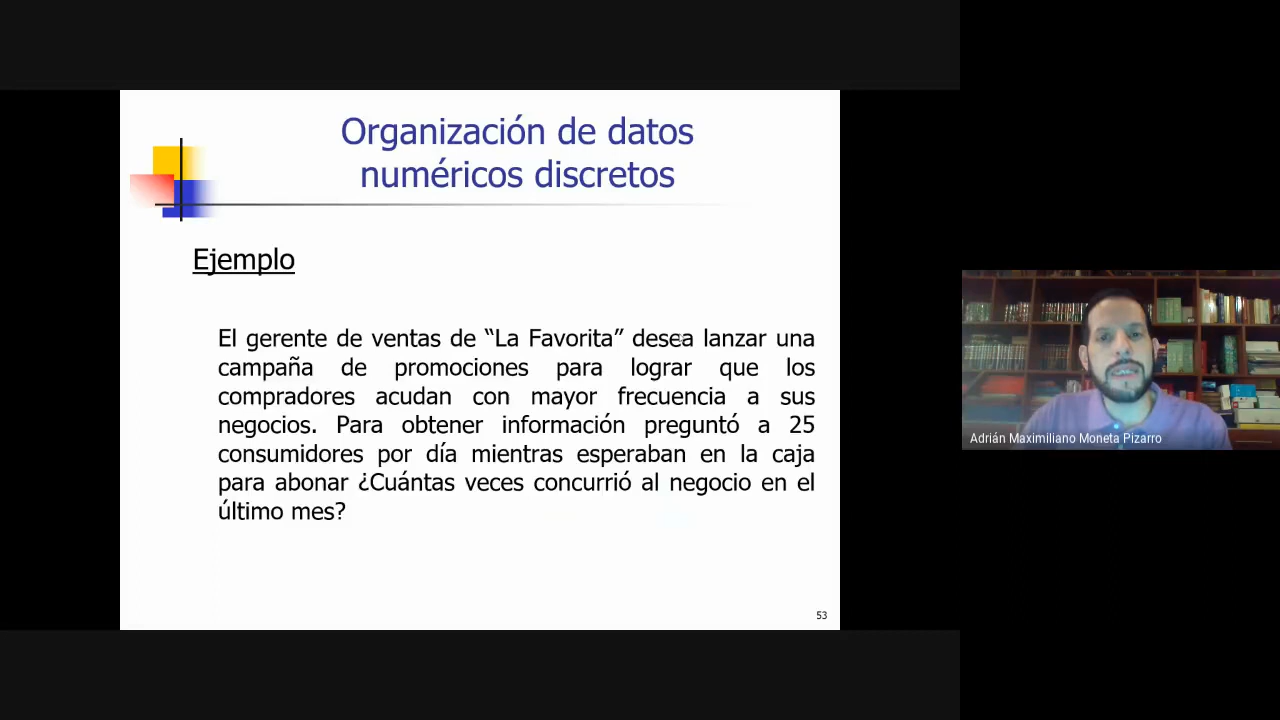 Organización de datos
numéricos discretos
Ejemplo
El gerente de ventas de “La Favorita” desea lanzar una
campaña de promociones para lograr que los
compradores acudan con mayor frecuencia a sus
negocios. Para obtener información preguntó a 25
consumidores por día mientras esperaban en la caja
para abonar ¿Cuántas veces concurrió al negocio en el
último mes?
53
Adrián Maximiliano Moneta Pizarro